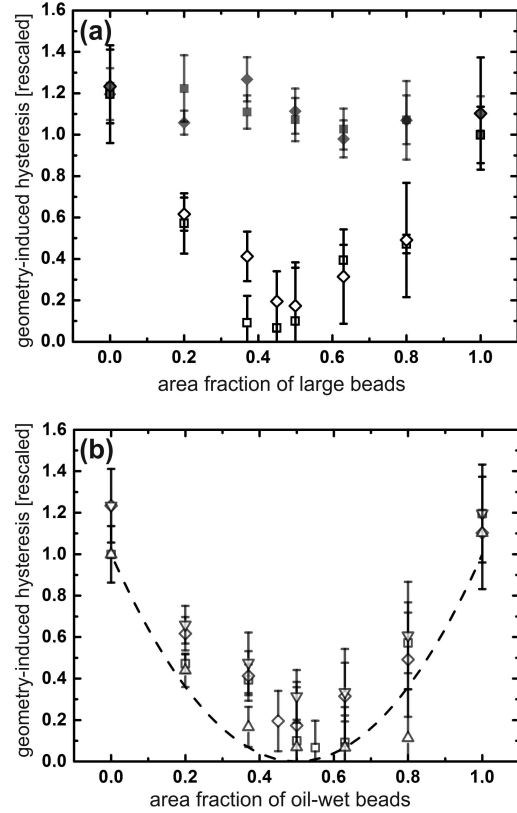 (a)
geometry-induced hysteresis [rescaled]
1.6
1.4
1.2
1.0
0.8
0.6
0.4
0.2
0.0
0.0 0.2 0.4 0.6 0.8 1.0
area fraction of large beads
(b)
geometry-induced hysteresis [rescaled]
1.6
1.4
1.2
1.0
0.8
0.6
0.4
0.2
0.0
0.0 0.2 0.4 0.6 0.8 1.0
area fraction of oil-wet beads